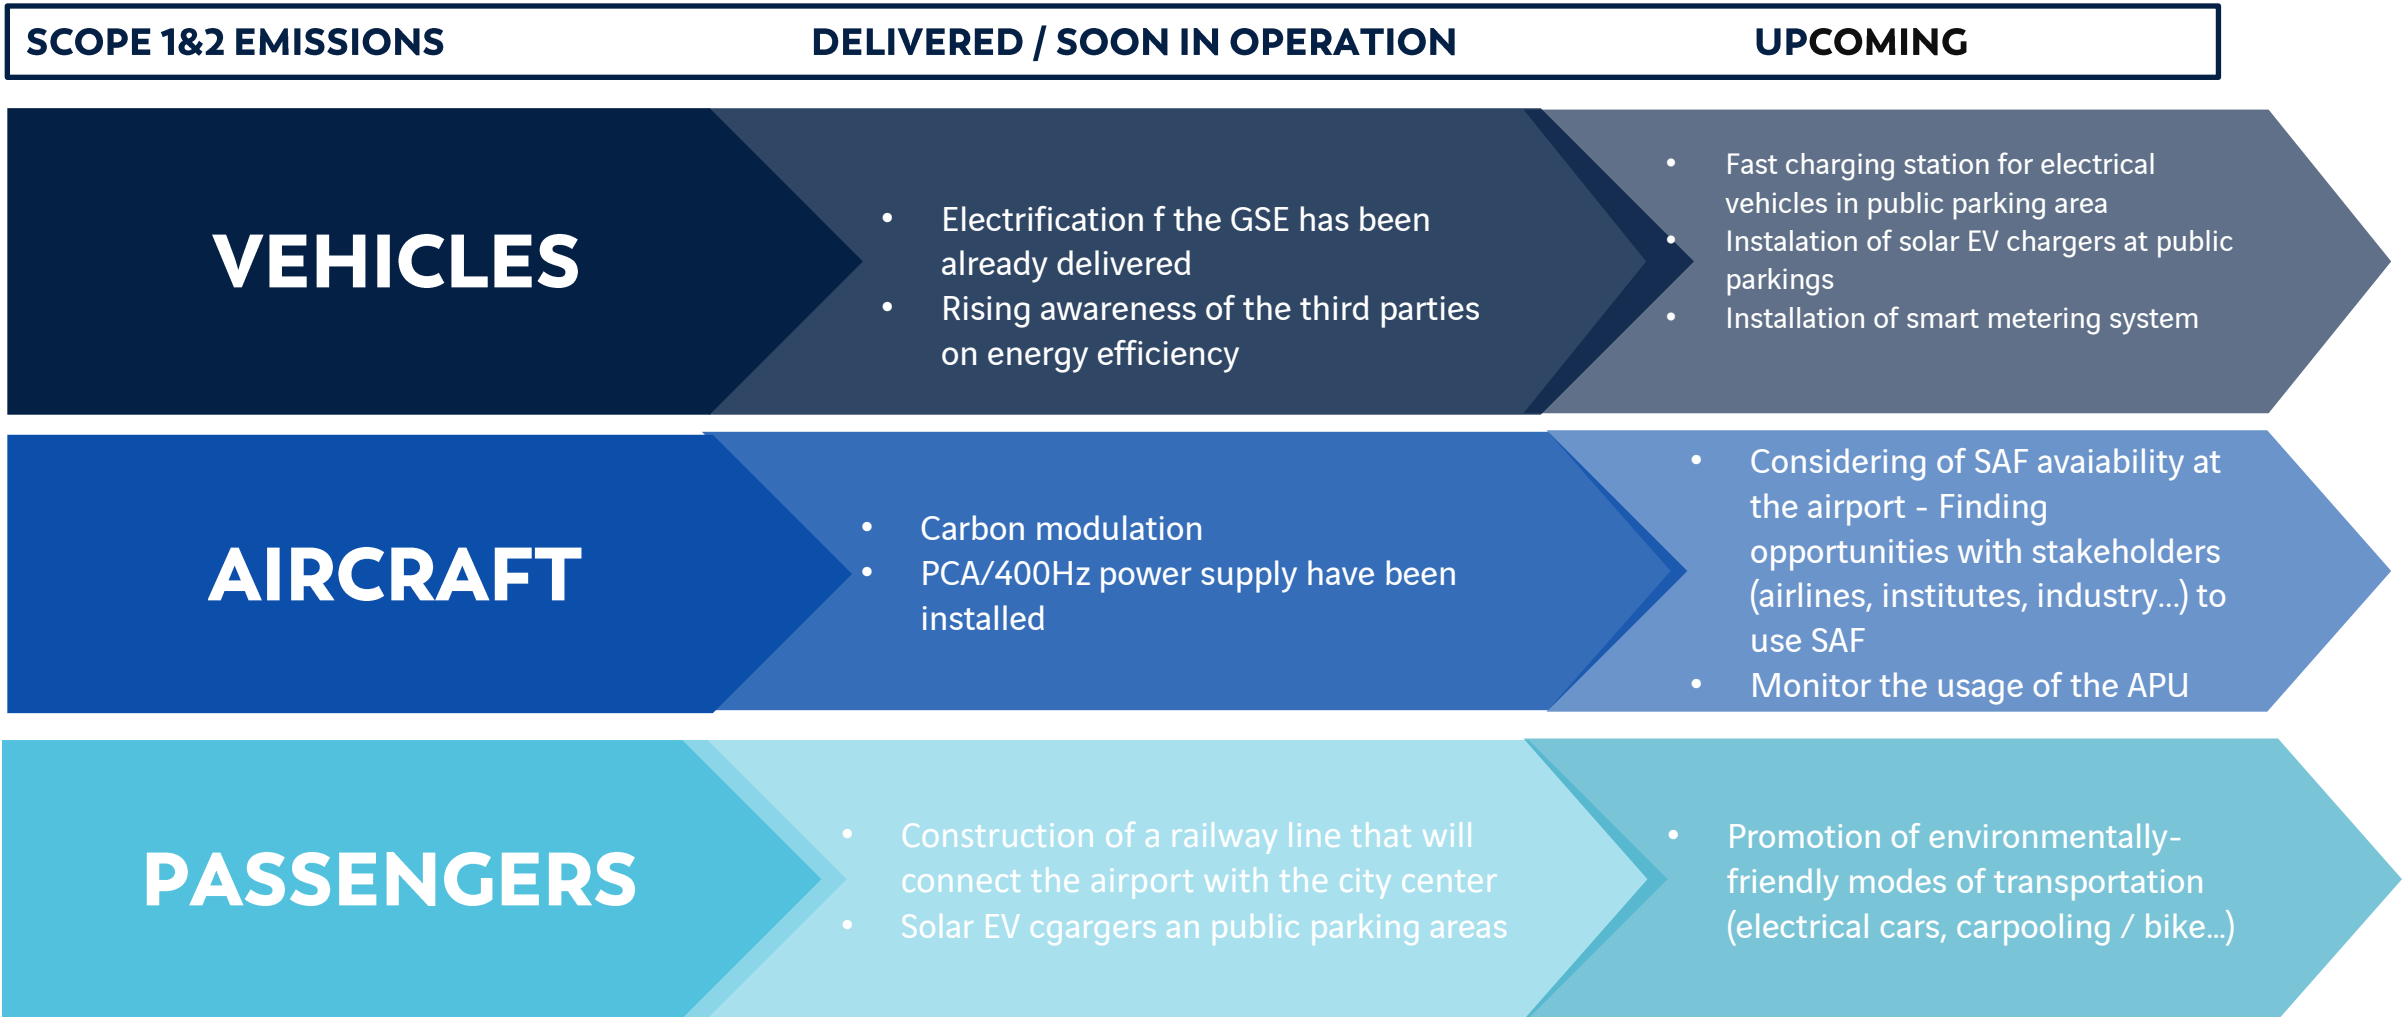 SCOPE 1&2 EMISSIONS
DELIVERED / SOON IN OPERATION
UPCOMING
VEHICLES
• Electrification f the GSE has been
already delivered
• Rising awareness of the third parties
on energy efficiency
• Fast charging station for electrical
vehicles in public parking area
• Instalation of solar EV chargers at public
parkings
• Installation of smart metering system
AIRCRAFT
• Carbon modulation
• PCA/400Hz power supply have been
installed
• Considering of SAF avaiability at
the airport - Finding
opportunities with stakeholders
(airlines, institutes, industry...) to
use SAF
• Monitor the usage of the APU
PASSENGERS
• Construction of a railway line that will
connect the airport with the city center
• Solar EV cgargers an public parking areas
• Promotion of environmentally-
friendly modes of transportation
(electrical cars, carpooling / bike...)